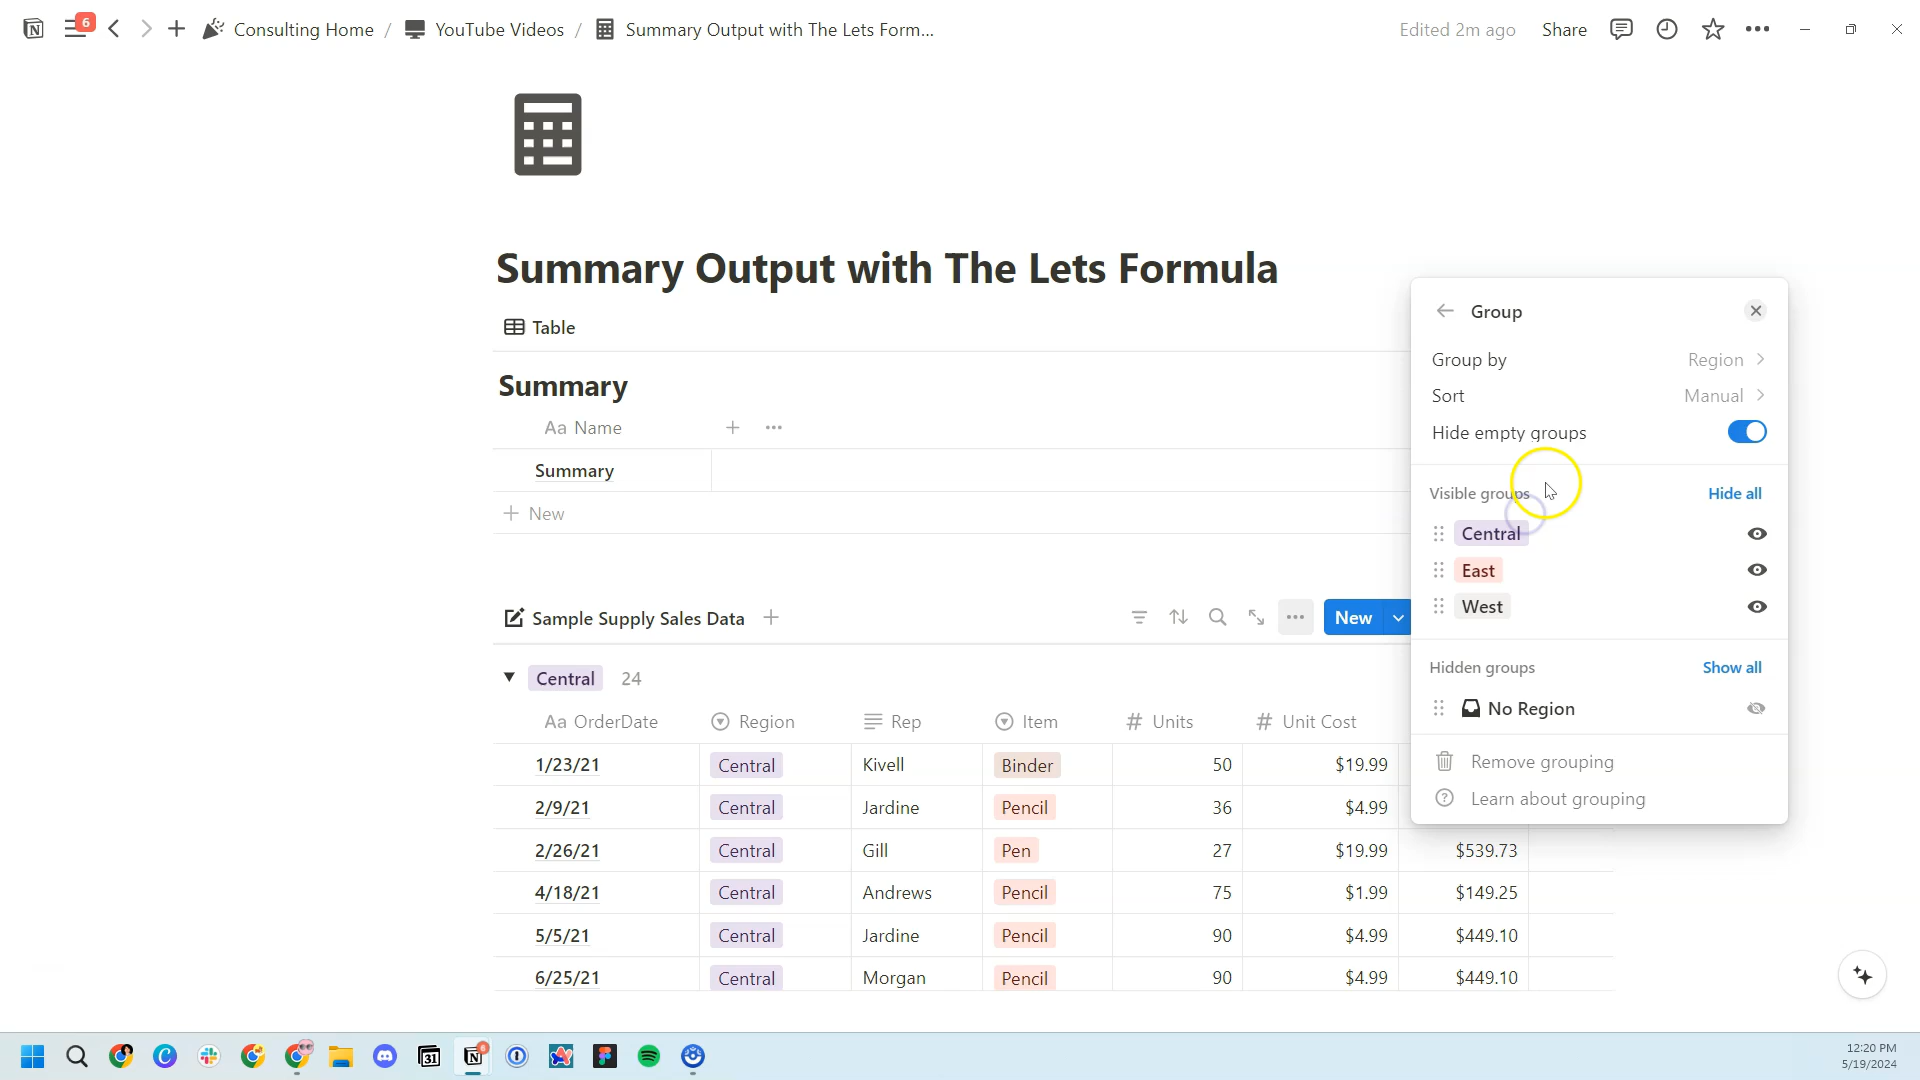 6 Consulting Home / YouTube Videos / Summary Output with The Lets Form... Edited 2m ago Share
Summary Output with The Lets Formula
Table
Summary
Aa Name
Summary
+ New
Sample Supply Sales Data New
Central 24
Aa OrderDate Region Rep Item # Units # Unit Cost
1/23/21 Central Kivell Binder 50 $19.99
2/9/21 Central Jardine Pencil 36 $4.99
2/26/21 Central Gill Pen 27 $19.99 $539.73
4/18/21 Central Andrews Pencil 75 $1.99 $149.25
5/5/21 Central Jardine Pencil 90 $4.99 $449.10
6/25/21 Central Morgan Pencil 90 $4.99 $449.10
Group
Group by Region
Sort Manual
Hide empty groups
Visible groups Hide all
Central
East
West
Hidden groups Show all
No Region
Remove grouping
Learn about grouping
31
6
12:20 PM
5/19/2024